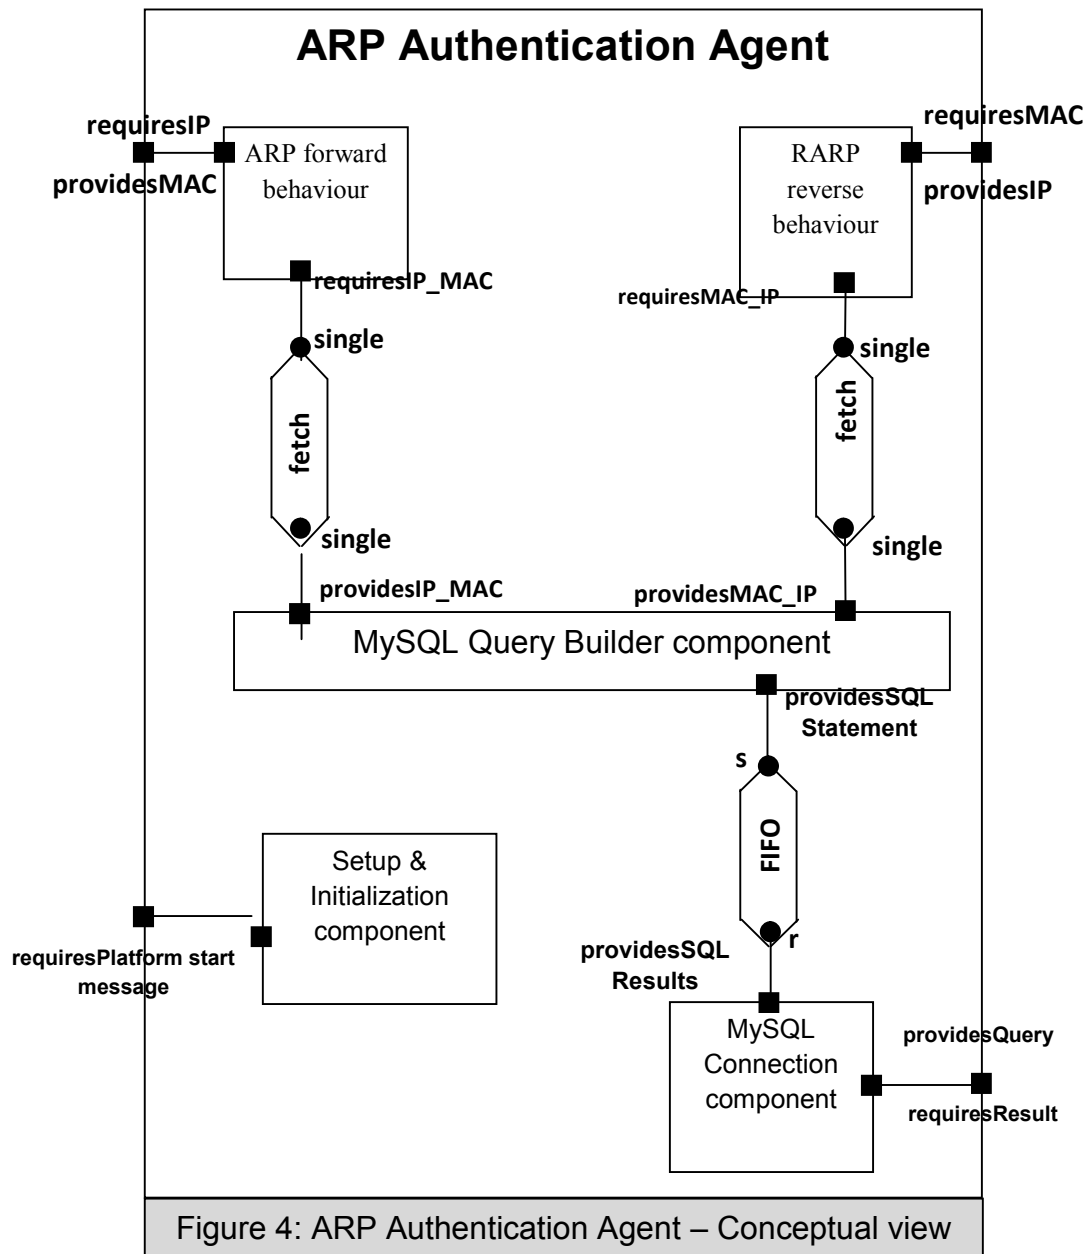 ARP Authentication Agent
requiresIP
providesMAC
ARP forward
behaviour
requiresMAC
providesIP
RARP
reverse
behaviour
requiresIP_MAC
requiresMAC_IP
single
single
fetch
fetch
single
single
providesIP_MAC
providesMAC_IP
MySQL Query Builder component
providesSQL
Statement
s
FIFO
r
Setup &
Initialization
component
requiresPlatform start
message
providesSQL
Results
MySQL
Connection
component
providesQuery
requiresResult
Figure 4: ARP Authentication Agent – Conceptual view